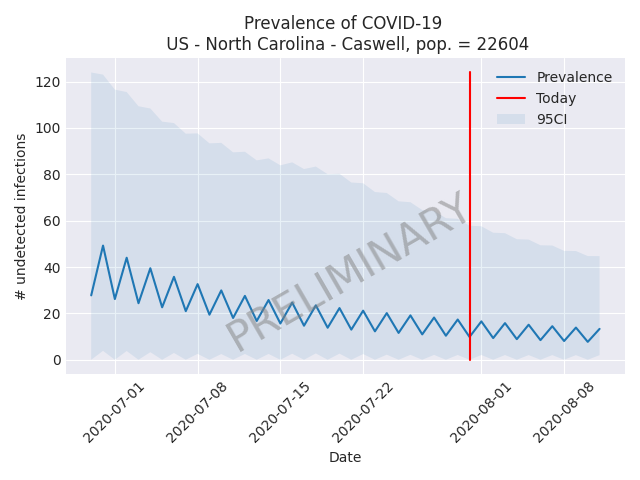 Prevalence of COVID-19
US - North Carolina - Caswell, pop. = 22604
Prevalence
Today
95CI
120
100
80
60
40
20
0
# undetected infections
PRELIMINARY
2020-07-01
2020-07-08
2020-07-15
2020-07-22
2020-08-01
2020-08-08
Date